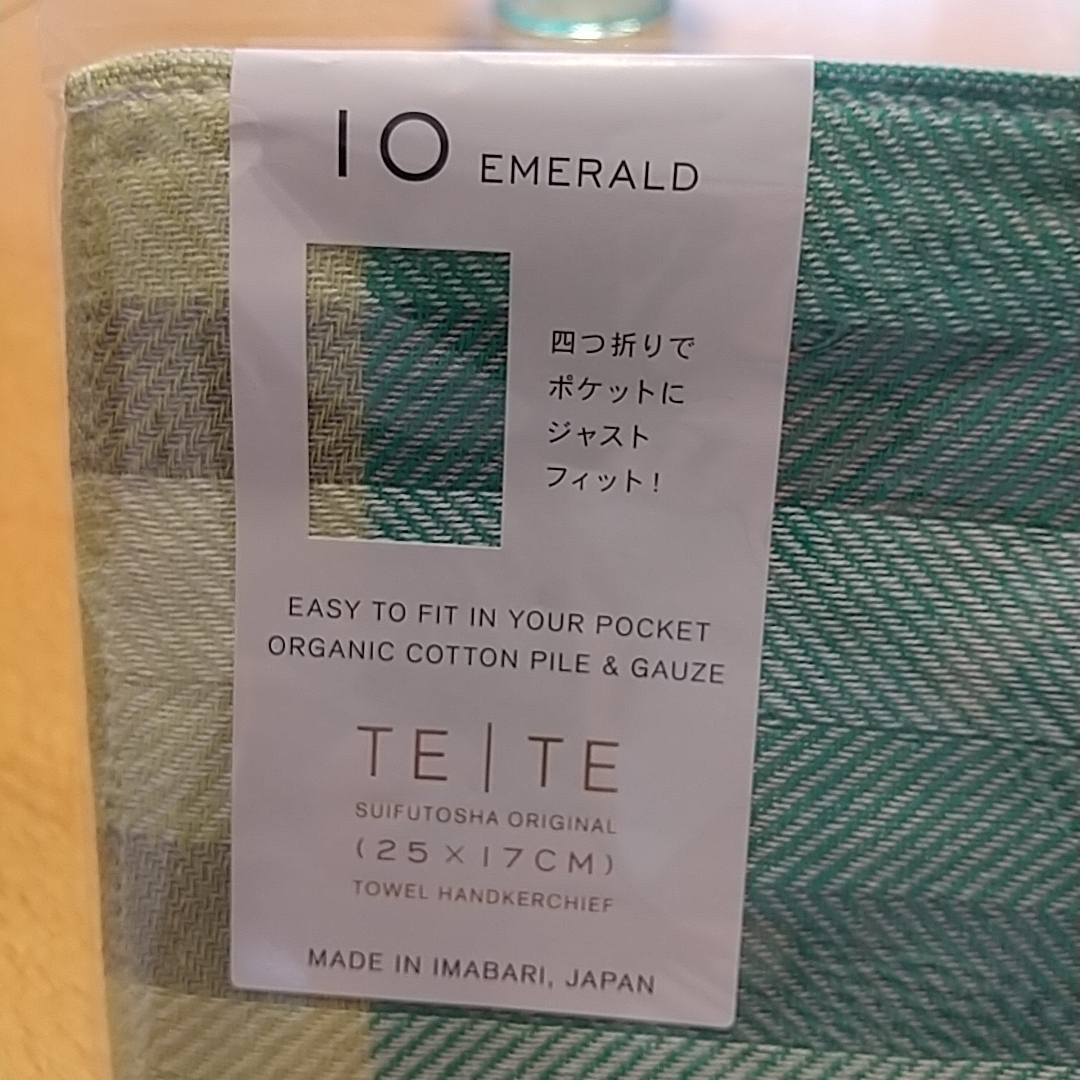 10 EMERALD
四つ折りで
ポケットに
ジャスト
フィット!
EASY TO FIT IN YOUR POCKET
ORGANIC COTTON PILE & GAUZE
TE|TE
SUIFUTOSHA ORIGINAL
(25×17CM)
TOWEL HANDKERCHIEF
MADE IN IMABARI, JAPAN